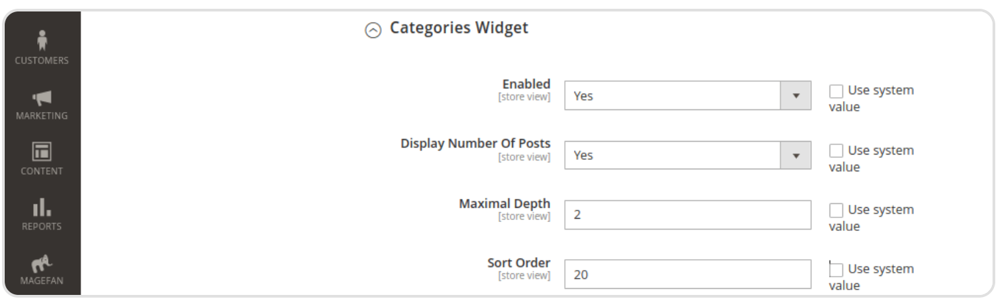 CUSTOMERS
MARKETING
CONTENT
REPORTS
MAGEFAN
Categories Widget
Enabled
[store view]
Yes
Use system
value
Display Number Of Posts
[store view]
Yes
Use system
value
Maximal Depth
[store view]
2
Use system
value
Sort Order
[store view]
20
Use system
value